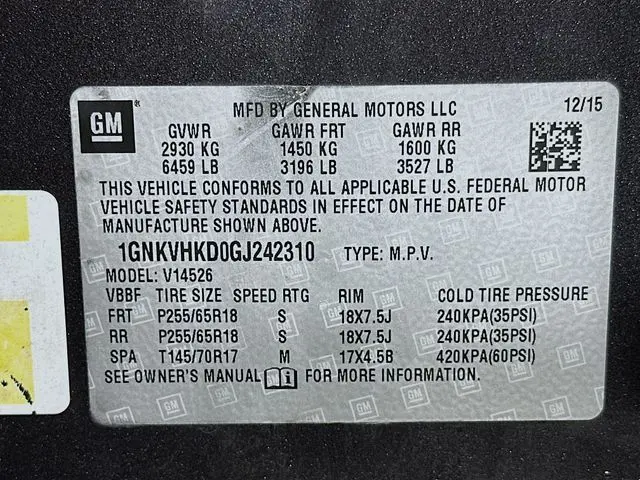 GM
MFD BY GENERAL MOTORS LLC 12/15
GVWR GAWR FRT GAWR RR
2930 KG 1450 KG 1600 KG
6459 LB 3196 LB 3527 LB
THIS VEHICLE CONFORMS TO ALL APPLICABLE U.S. FEDERAL MOTOR
VEHICLE SAFETY STANDARDS IN EFFECT ON THE DATE OF
MANUFACTURE SHOWN ABOVE.
1GNKVHKD0GJ242310 TYPE: M.P.V.
MODEL: V14526
VBBF TIRE SIZE SPEED RTG RIM COLD TIRE PRESSURE
FRT P255/65R18 S 18X7.5J 240KPA(35PSI)
RR P255/65R18 S 18X7.5J 240KPA(35PSI)
SPA T145/70R17 M 17X4.5B 420KPA(60PSI)
SEE OWNER'S MANUAL FOR MORE INFORMATION.